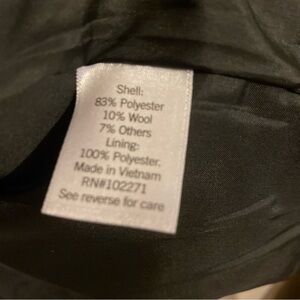 Shell:
83% Polyester
10% Wool
7% Others
Lining:
100% Polyester.
Made in Vietnam
RN#102271
See reverse for care